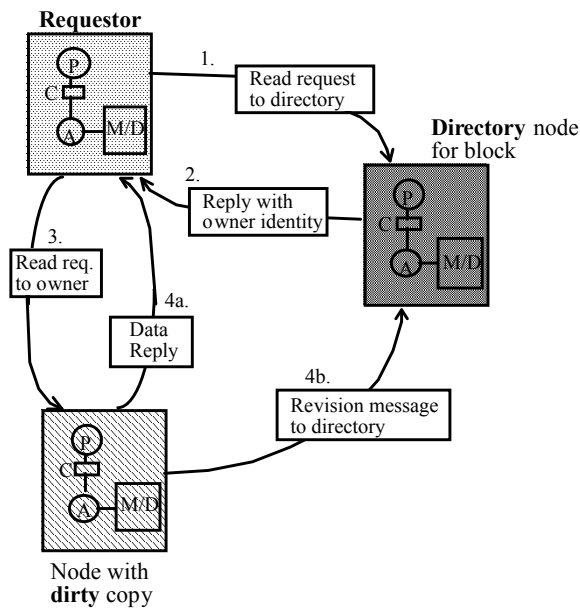 Requestor
1.
P
C
A
M/D
Read request
to directory
Directory node
for block
2.
Reply with
owner identity
P
C
A
M/D
3.
Read req.
to owner
4a.
Data
Reply
4b.
Revision message
to directory
P
C
A
M/D
Node with
dirty copy